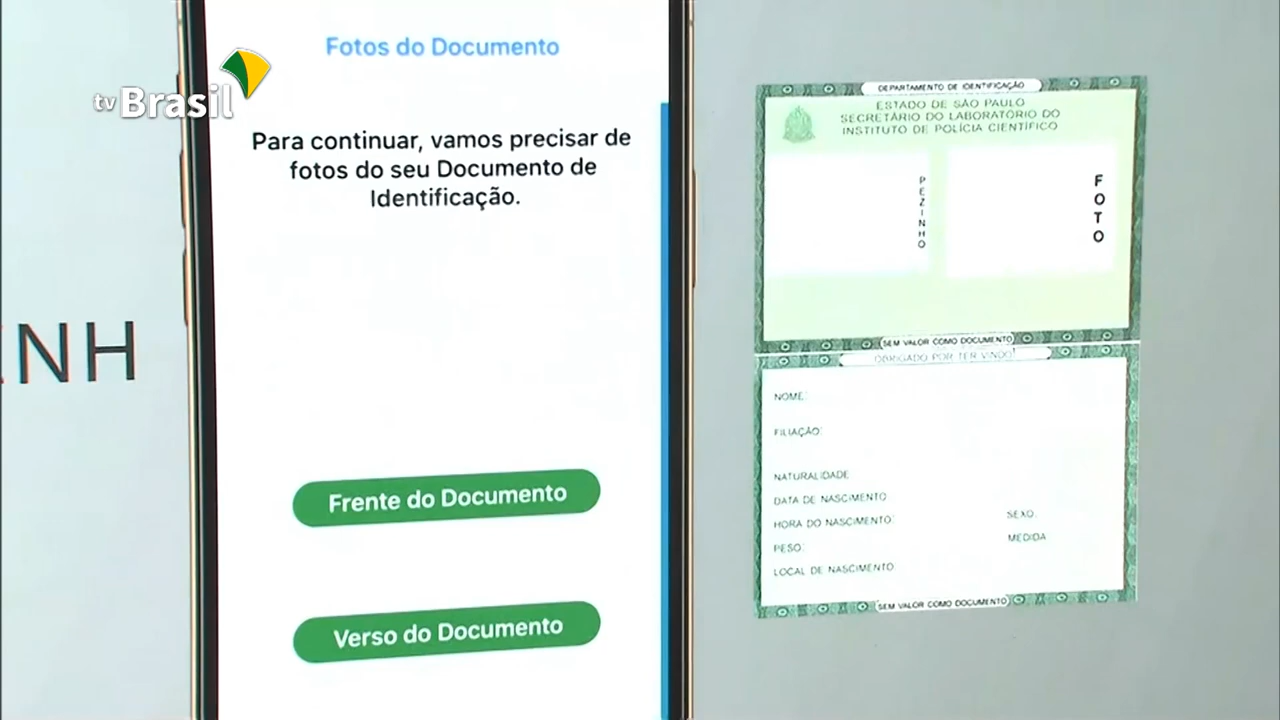 tv Brasil
NH
Fotos do Documento
Para continuar, vamos precisar de
fotos do seu Documento de
Identificação.
Frente do Documento
Verso do Documento
DEPARTAMENTO DE IDENTIFICAÇÃO
ESTADO DE SÃO PAULO
SECRETÁRIO DO LABORATÓRIO DO
INSTITUTO DE POLÍCIA CIENTÍFICO
PEZINHO
FOTO
SEM VALOR COMO DOCUMENTO
OBRIGADO POR TER VINDO!
NOME:
FILIAÇÃO:
NATURALIDADE
DATA DE NASCIMENTO
HORA DO NASCIMENTO:
SEXO:
PESO:
MEDIDA
LOCAL DE NASCIMENTO
SEM VALOR COMO DOCUMENTO